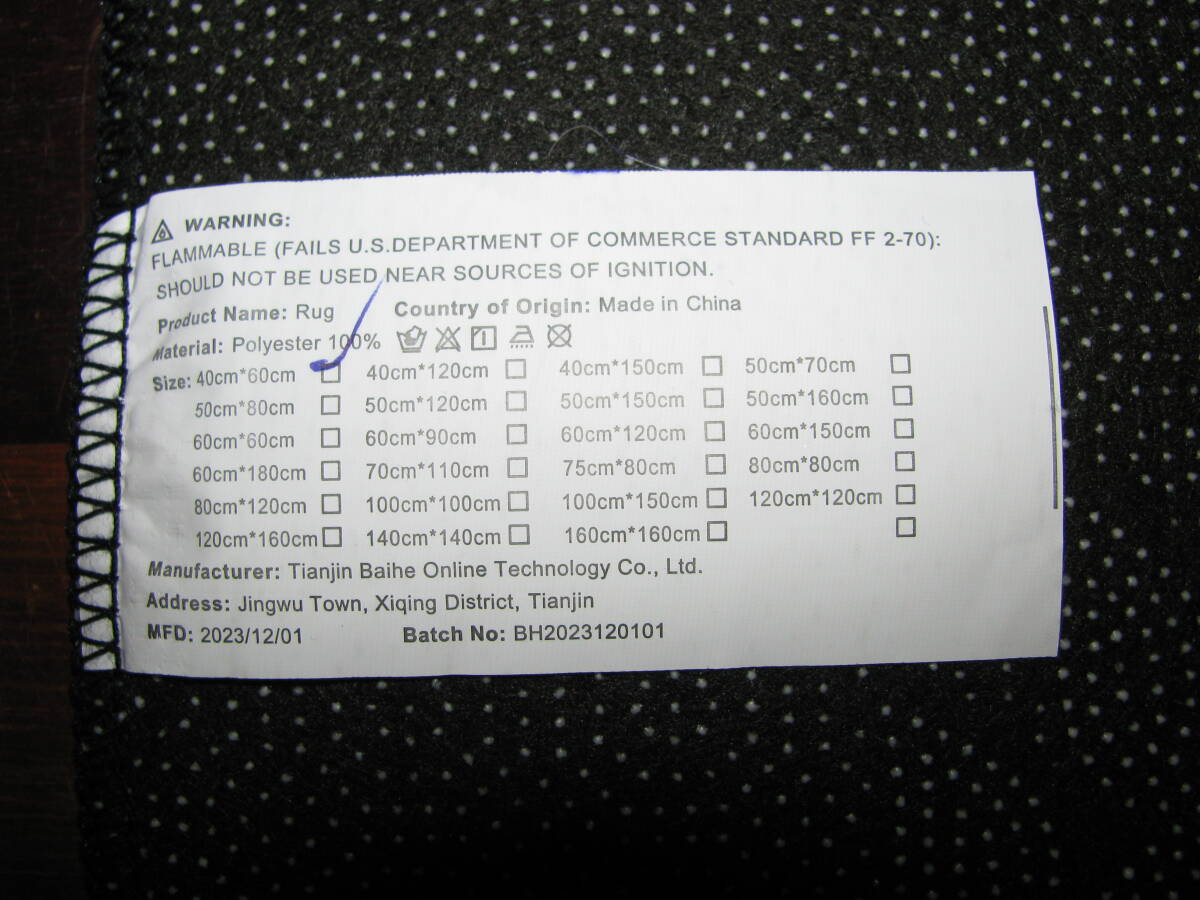 WARNING:
FLAMMABLE (FAILS U.S.DEPARTMENT OF COMMERCE STANDARD FF 2-70):
SHOULD NOT BE USED NEAR SOURCES OF IGNITION.
Product Name: Rug Country of Origin: Made in China
Material: Polyester 100%
Size: 40cm*60cm 40cm*120cm 40cm*150cm 50cm*70cm
50cm*80cm 50cm*120cm 50cm*150cm 50cm*160cm
60cm*60cm 60cm*90cm 60cm*120cm 60cm*150cm
60cm*180cm 70cm*110cm 75cm*80cm 80cm*80cm
80cm*120cm 100cm*100cm 100cm*150cm 120cm*120cm
120cm*160cm 140cm*140cm 160cm*160cm
Manufacturer: Tianjin Baihe Online Technology Co., Ltd.
Address: Jingwu Town, Xiqing District, Tianjin
MFD: 2023/12/01 Batch No: BH2023120101